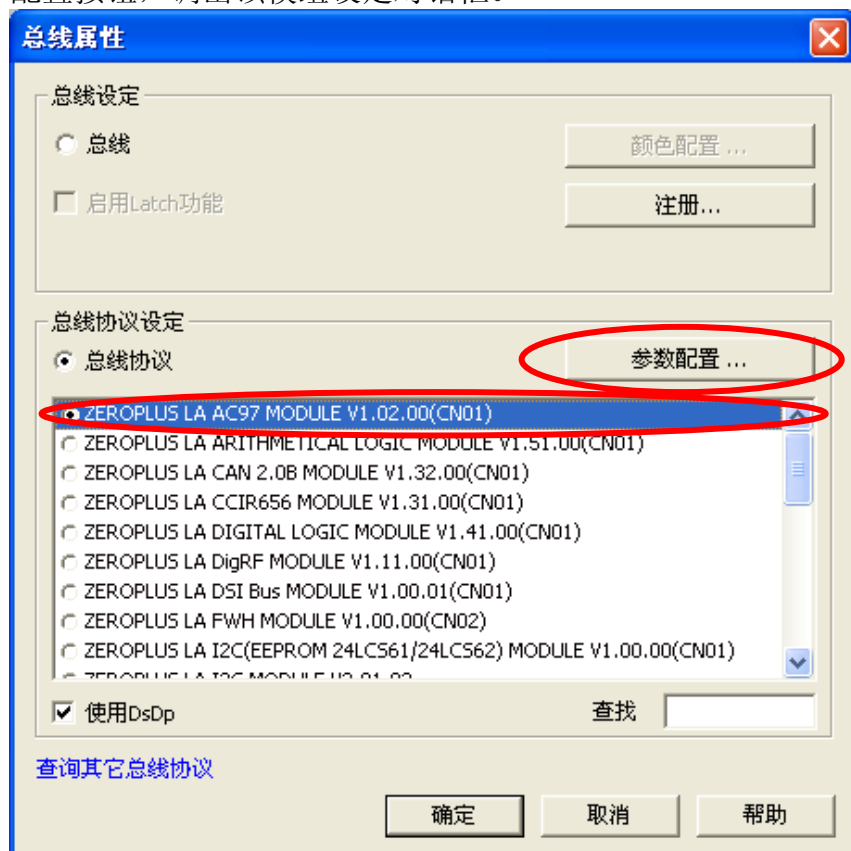 总线属性
总线设定
总线
颜色配置 ...
启用Latch功能
注册...
总线协议设定
总线协议
参数配置 ...
ZEROPLUS LA AC97 MODULE V1.02.00(CN01)
ZEROPLUS LA ARITHMETICAL LOGIC MODULE V1.51.00(CN01)
ZEROPLUS LA CAN 2.0B MODULE V1.32.00(CN01)
ZEROPLUS LA CCIR656 MODULE V1.31.00(CN01)
ZEROPLUS LA DIGITAL LOGIC MODULE V1.41.00(CN01)
ZEROPLUS LA DigRF MODULE V1.11.00(CN01)
ZEROPLUS LA DSI Bus MODULE V1.00.01(CN01)
ZEROPLUS LA FWH MODULE V1.00.00(CN02)
ZEROPLUS LA I2C(EEPROM 24LCS61/24LCS62) MODULE V1.00.00(CN01)
ZEROPLUS LA I2C MODULE
使用DsDp
查找
查询其它总线协议
确定
取消
帮助